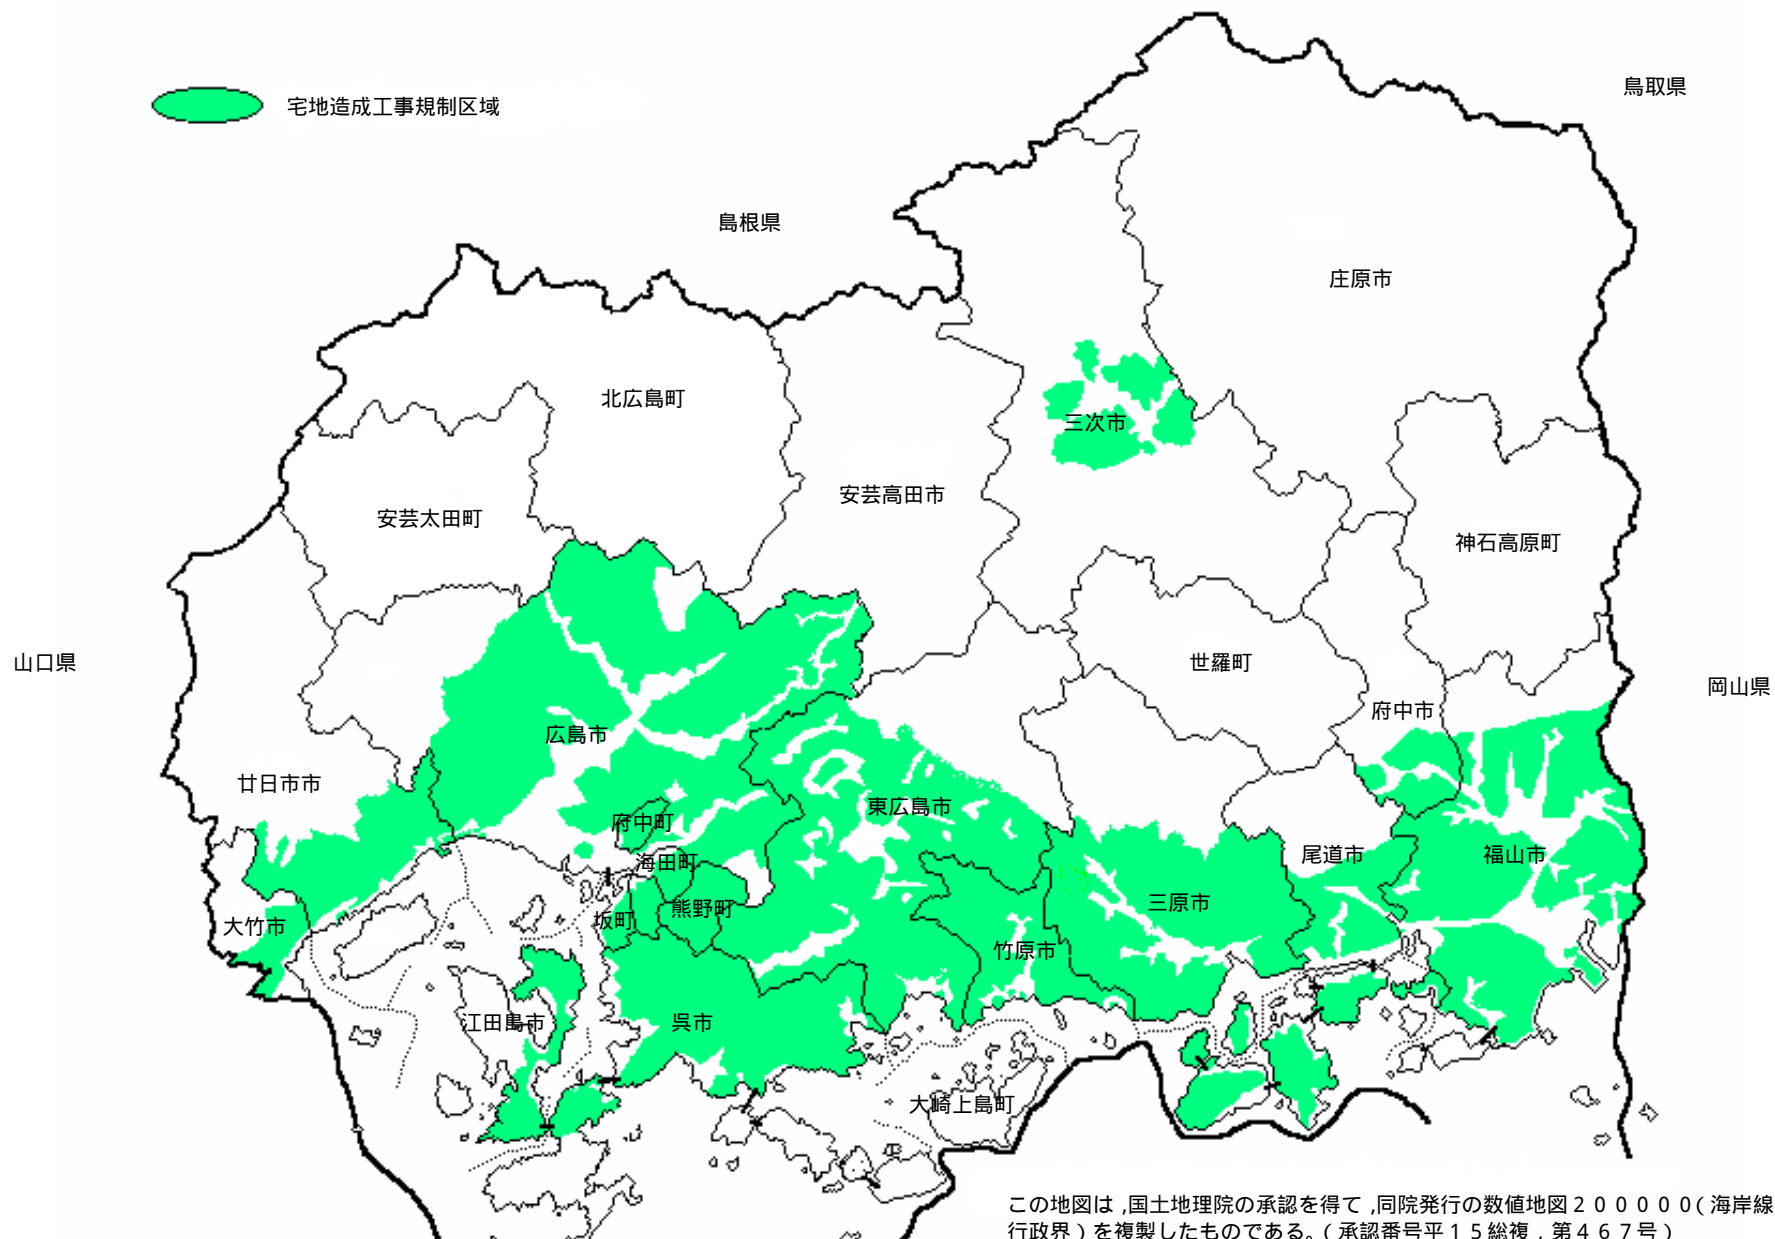 鳥取県
宅地造成工事規制区域
島根県
庄原市
北広島町
三次市
安芸高田市
安芸太田町
神石高原町
山口県
世羅町
岡山県
府中市
広島市
廿日市市
東広島市
府中町
海田町
尾道市
福山市
三原市
熊野町
坂町
大竹市
竹原市
江田島市
呉市
大崎上島町
この地図は,国土地理院の承認を得て,同院発行の数値地図200000(海岸線
行政界)を複製したものである。(承認番号平15総複,第467号)